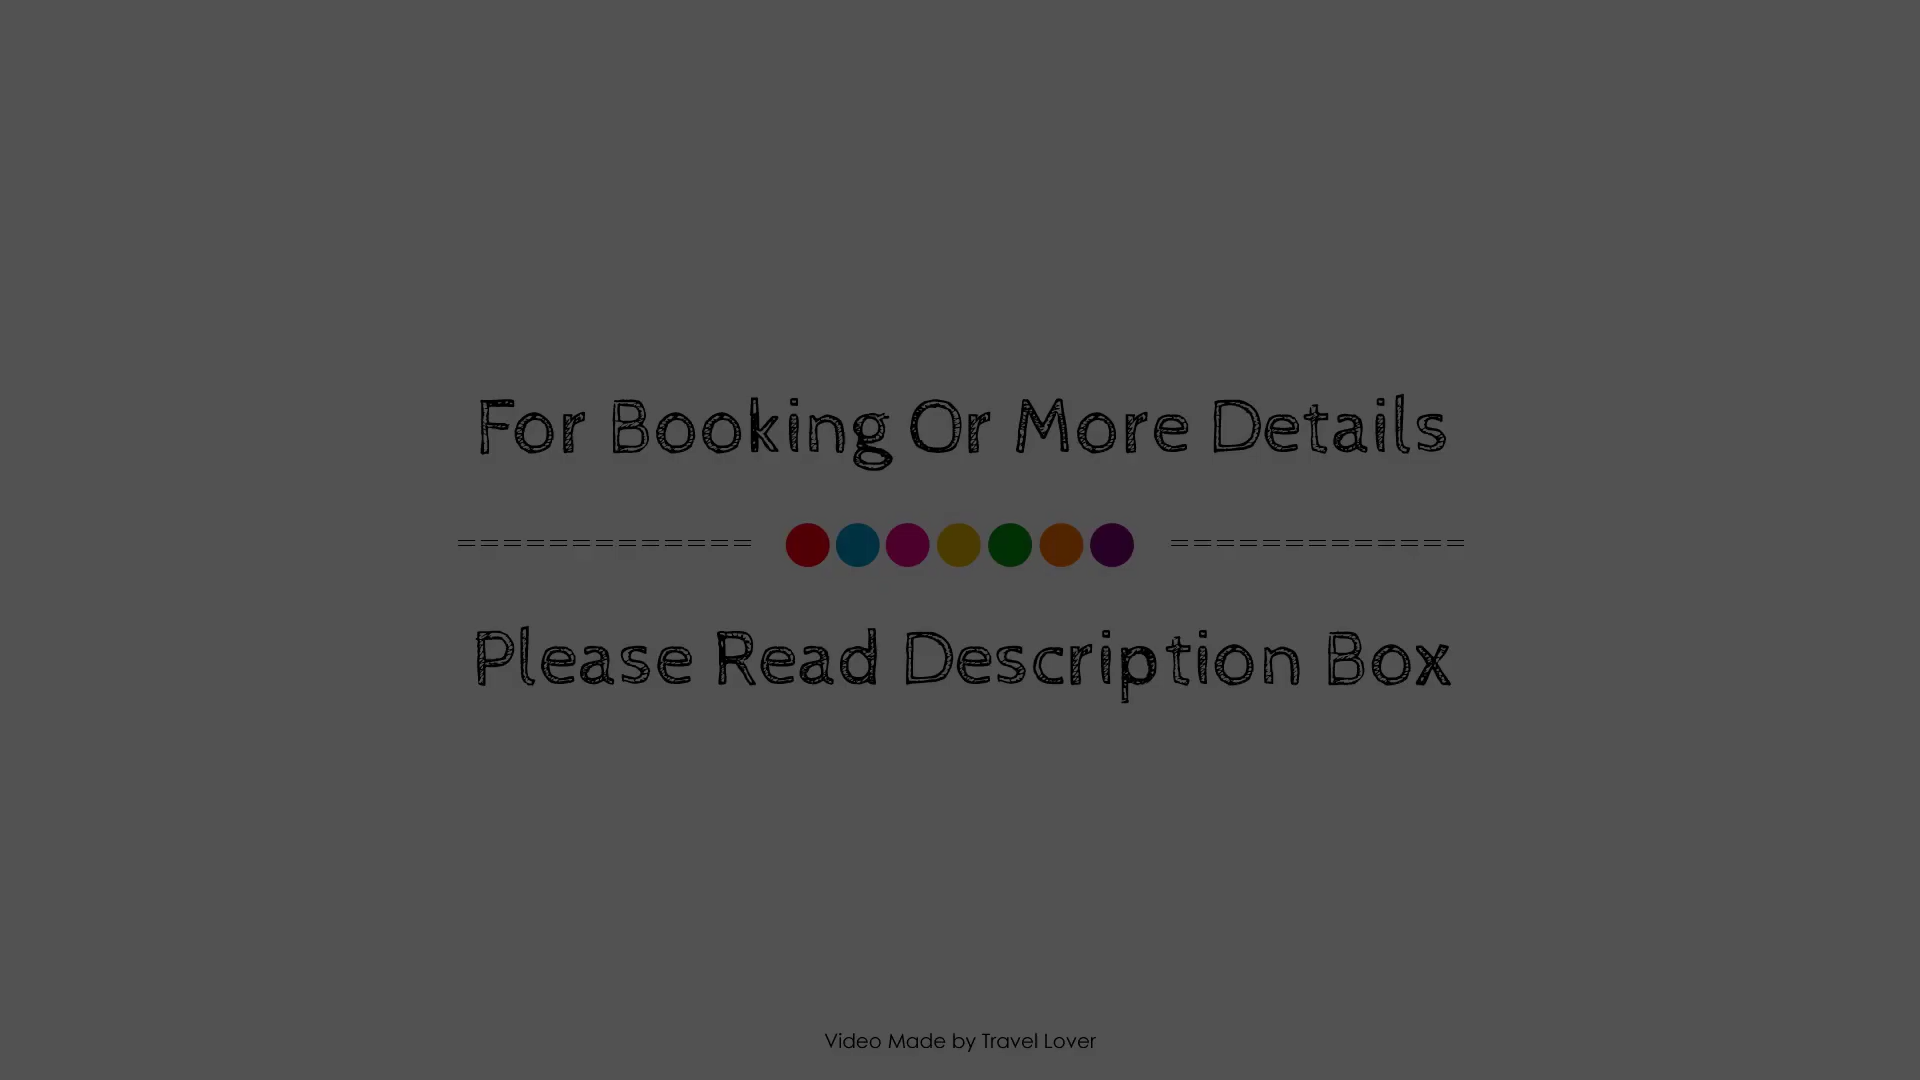 For Booking Or More Details
============= =============
Please Read Description Box
Video Made by Travel Lover